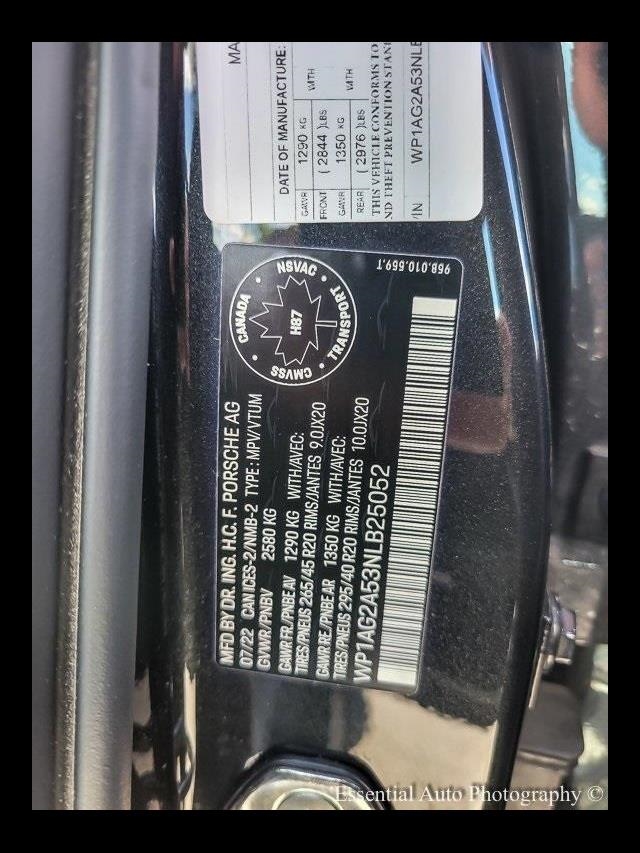 MA
DATE OF MANUFACTURE:
GAWR 1290 KG WITH
FRONT ( 2844 )LBS
GAWR 1350 KG WITH
REAR ( 2976 )LBS
THIS VEHICLE CONFORMS TO
ND THEFT PREVENTION STAN
WP1AG2A53NLB
CANADA NSVAC TRANSPORT CMVSS
H87
MFD BY DR. ING. H.C. F. PORSCHE AG
07/22 CAN ICES-2/NMB-2 TYPE: MPV/VTUM
GVWR/PNBV 2580 KG
GAWR FR./PNBE AV 1290 KG WITH/AVEC:
TIRES/PNEUS 265/45 R20 RIMS/JANTES 9.0JX20
GAWR RE/PNBE AR 1350 KG WITH/AVEC:
TIRES/PNEUS 295/40 R20 RIMS/JANTES 10.0JX20
WP1AG2A53NLB25052
95B.010.559.T
Essential Auto Photography ©